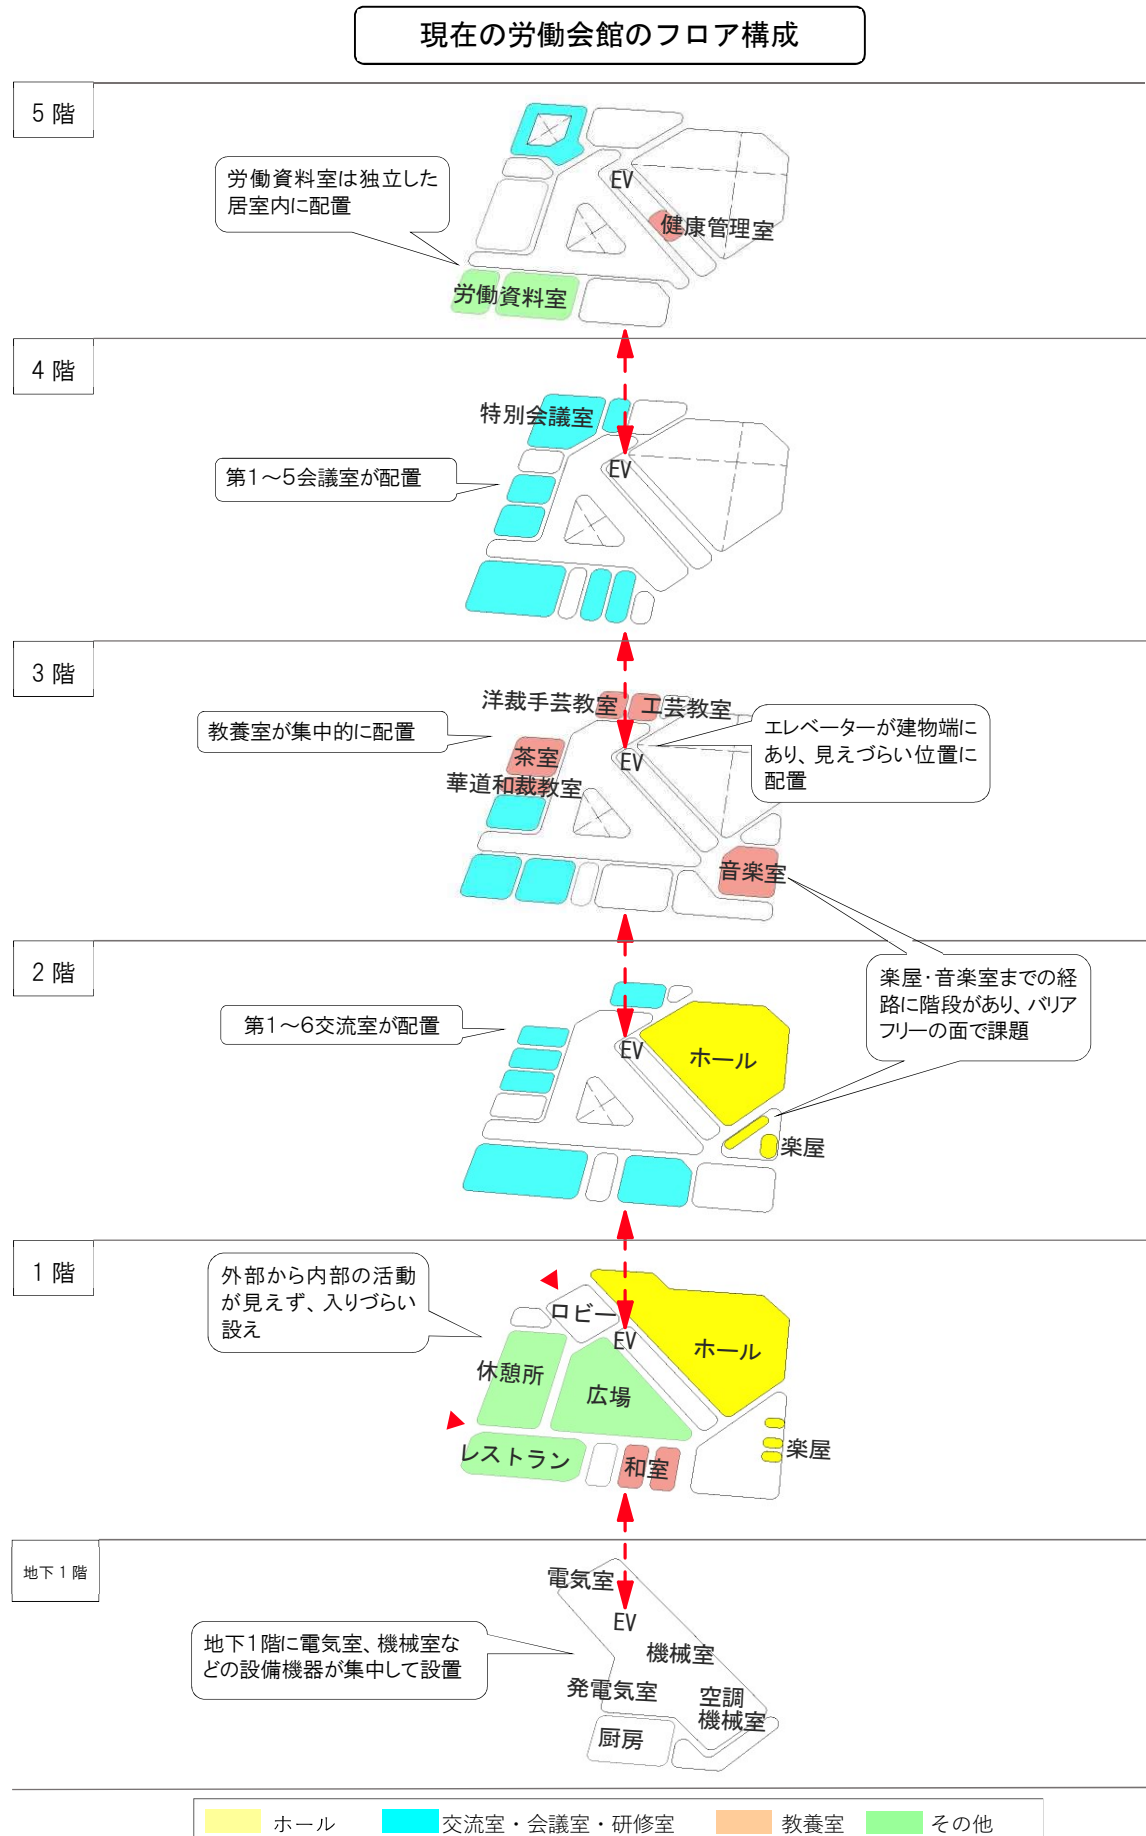 現在の労働会館のフロア構成
5階
労働資料室は独立した
居室内に配置
EV
健康管理室
労働資料室
4階
特別会議室
第1～5会議室が配置
EV
3階
洋裁手芸教室
工芸教室
教養室が集中的に配置
エレベーターが建物端に
あり、見えづらい位置に
配置
EV
茶室
華道和裁教室
音楽室
2階
楽屋・音楽室までの経
路に階段があり、バリア
フリーの面で課題
第1～6交流室が配置
EV
ホール
楽屋
1階
外部から内部の活動
が見えず、入りづらい
設え
ロビー
EV
ホール
休憩所
広場
レストラン
和室
楽屋
地下1階
電気室
EV
地下1階に電気室、機械室な
どの設備機器が集中して設置
機械室
発電気室
空調
機械室
厨房
ホール
交流室・会議室・研修室
教養室
その他